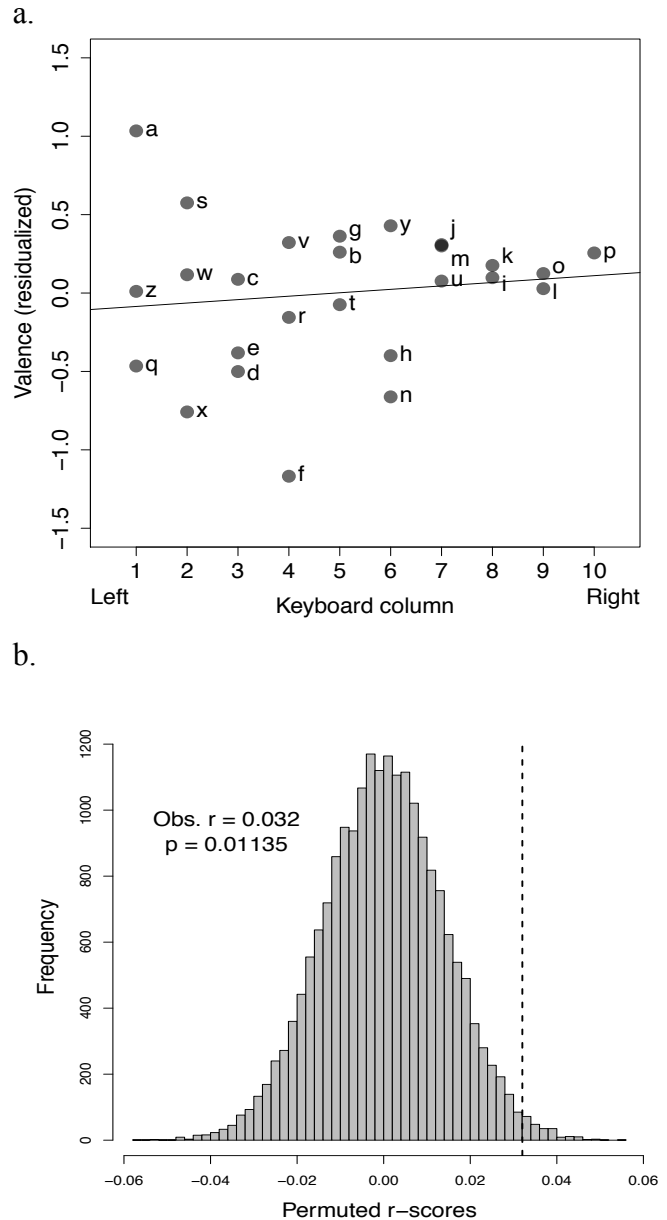 a.
1.5
1.0
0.5
0.0
−0.5
−1.0
−1.5
Valence (residualized)
a
s
z
w
q
x
c
e
d
v
r
f
g
b
t
y
h
n
j
m
u
k
i
o
l
p
1 2 3 4 5 6 7 8 9 10
Left Keyboard column Right
b.
1200
1000
800
600
400
200
0
Frequency
Obs. r = 0.032
p = 0.01135
−0.06 −0.04 −0.02 0.00 0.02 0.04 0.06
Permuted r−scores